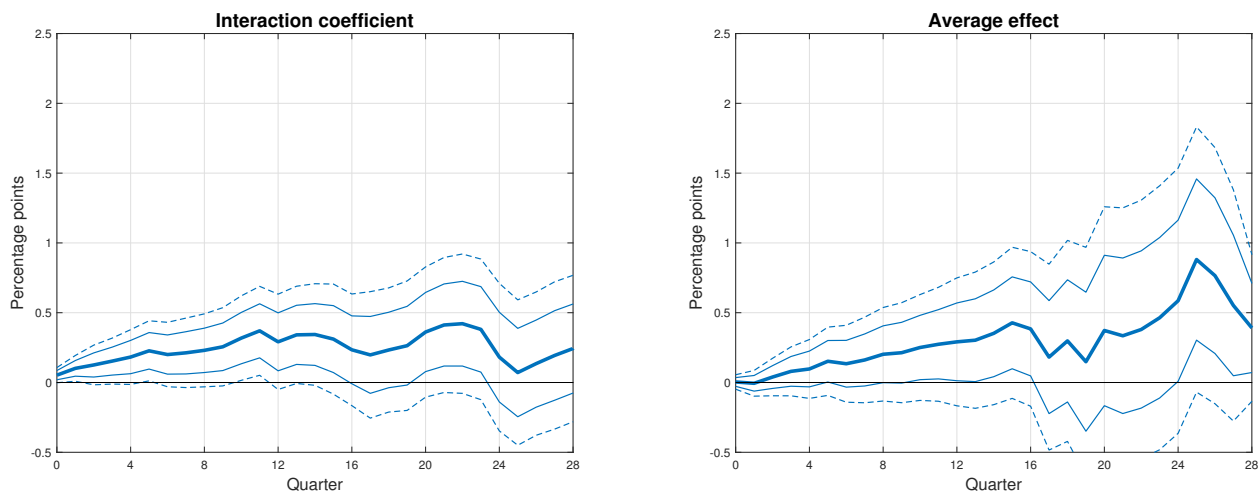 Interaction coefficient
Percentage points
2.5
2
1.5
1
0.5
0
-0.5
0 4 8 12 16 20 24 28
Quarter
Average effect
Percentage points
2.5
2
1.5
1
0.5
0
-0.5
0 4 8 12 16 20 24 28
Quarter